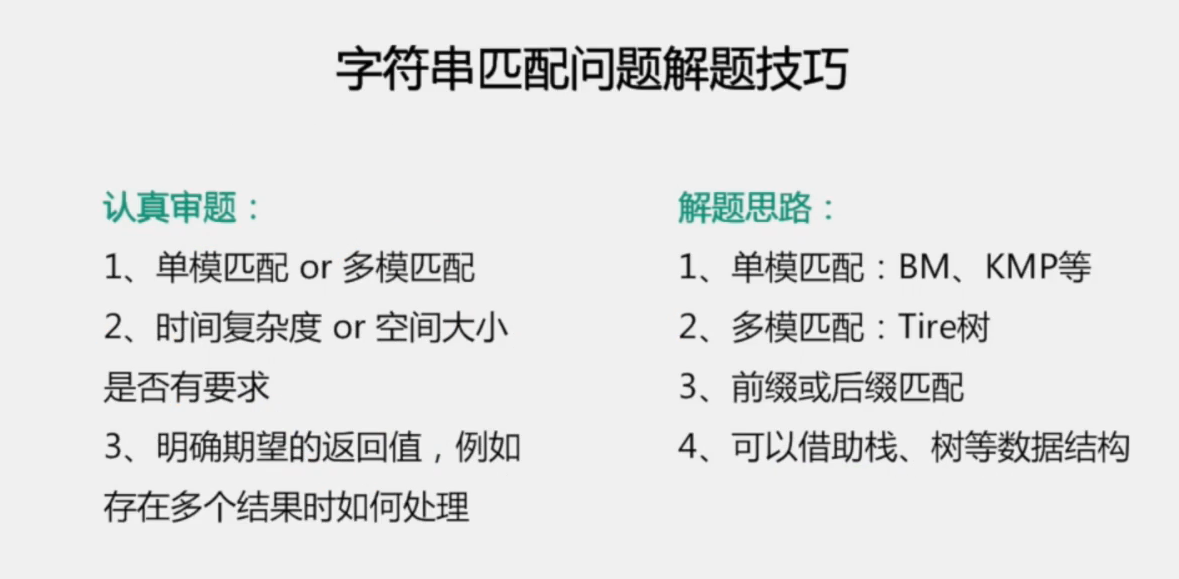 字符串匹配问题解题技巧
认真审题：
1、单模匹配 or 多模匹配
2、时间复杂度 or 空间大小
是否有要求
3、明确期望的返回值，例如
存在多个结果时如何处理
解题思路：
1、单模匹配：BM、KMP等
2、多模匹配：Tire树
3、前缀或后缀匹配
4、可以借助栈、树等数据结构